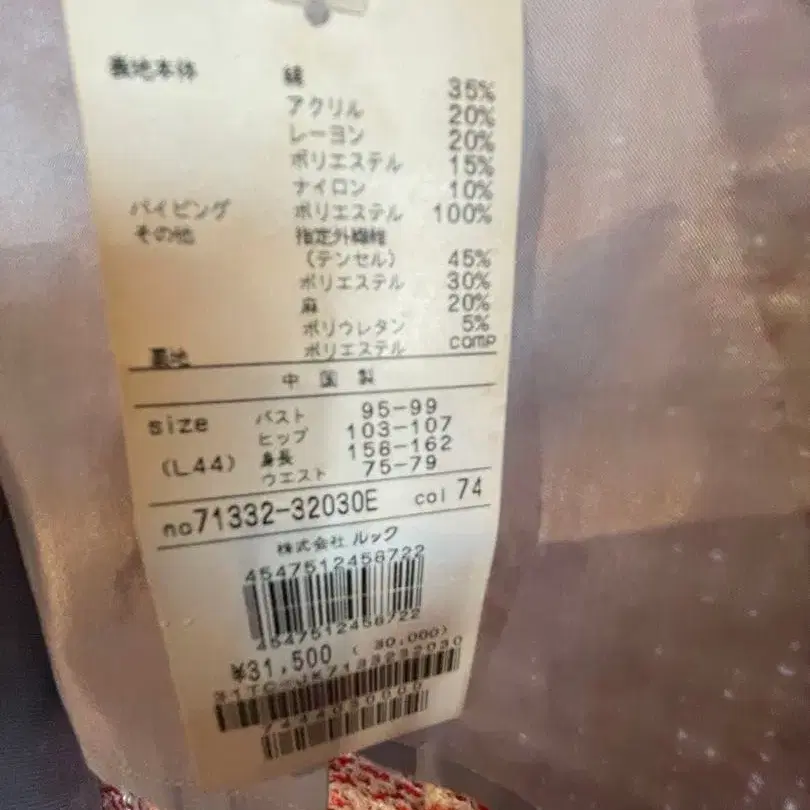 表地本体 綿 35%
アクリル 20%
レーヨン 20%
ポリエステル 15%
ナイロン 10%
パイピング ポリエステル 100%
その他 指定外繊維
(テンセル) 45%
ポリエステル 30%
麻 20%
ポリウレタン 5%
裏地 ポリエステル comp
中国製
size バスト 95-99
ヒップ 103-107
(L44) 身長 158-162
ウエスト 75-79
no71332-32030E col 74
株式会社 ルック
4547512458722
4547512458722
¥31,500 ( 30,000)